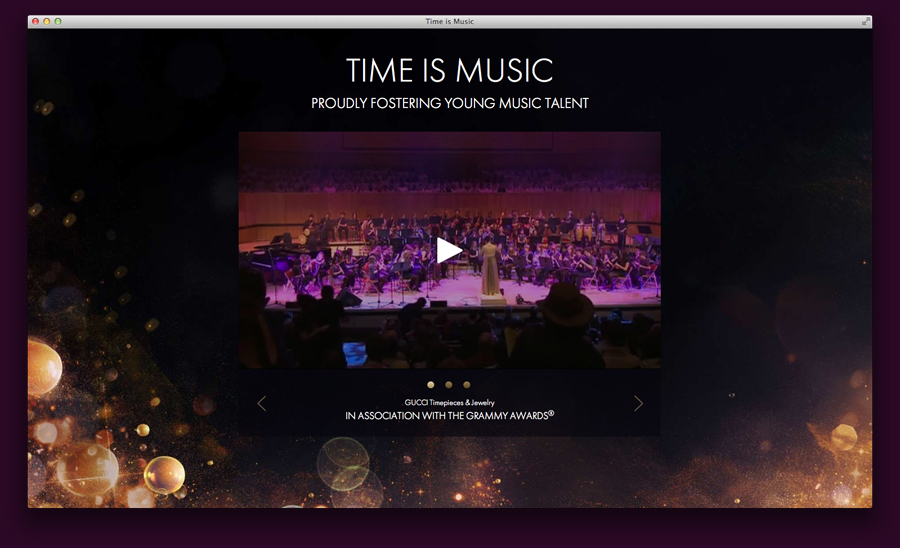 Time is Music
TIME IS MUSIC
PROUDLY FOSTERING YOUNG MUSIC TALENT
GUCCI Timepieces & Jewelry
IN ASSOCIATION WITH THE GRAMMY AWARDS®